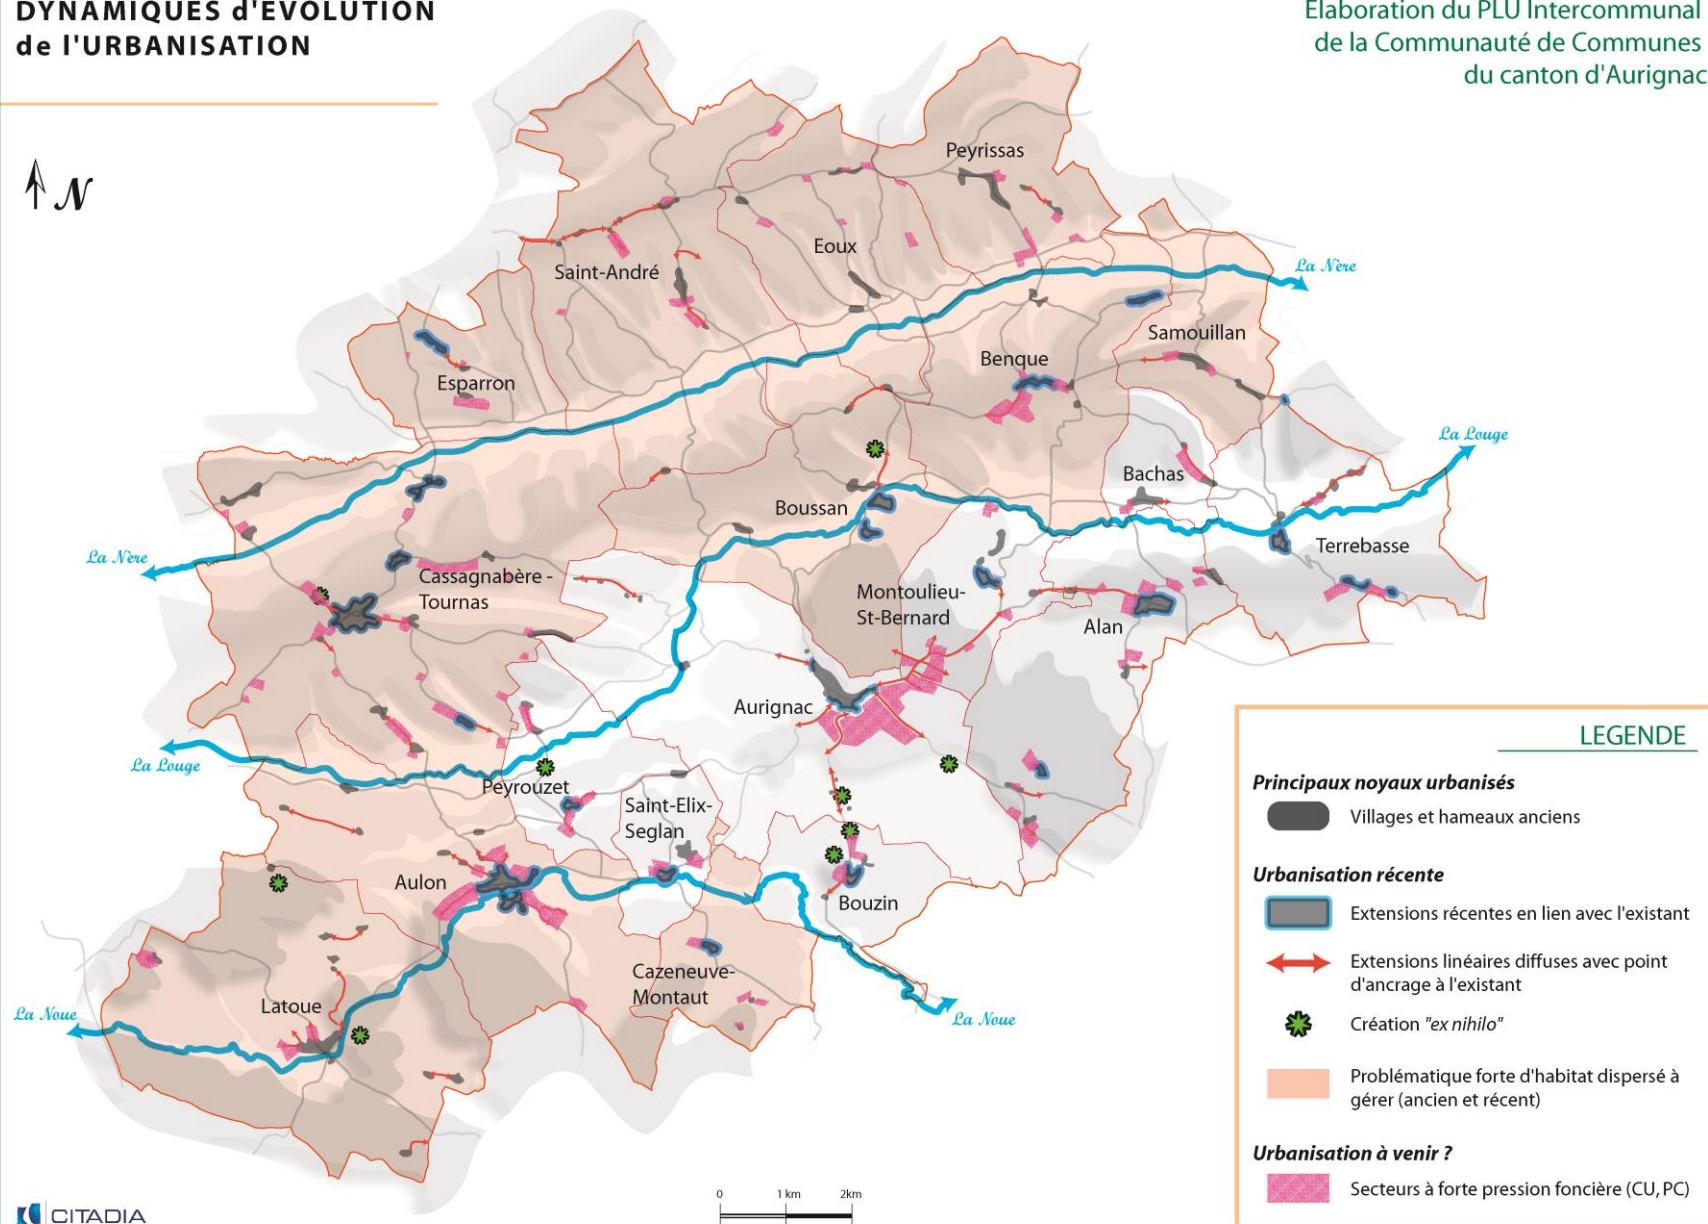 DYNAMIQUES d'EVOLUTION
de l'URBANISATION
Elaboration du PLU Intercommunal
de la Communauté de Communes
du canton d'Aurignac
N
Peyrissas
Eoux
Saint-André
La Nère
Samouillan
Benque
Esparron
La Louge
Bachas
Boussan
Terrebasse
La Nère
Cassagnabère -
Tournas
Montoulieu-
St-Bernard
Alan
Aurignac
La Louge
Peyrouzet
Saint-Elix-
Seglan
Aulon
Bouzin
Cazeneuve-
Montaut
Latoue
La Noue
La Noue
LEGENDE
Principaux noyaux urbanisés
Villages et hameaux anciens
Urbanisation récente
Extensions récentes en lien avec l'existant
Extensions linéaires diffuses avec point
d'ancrage à l'existant
Création "ex nihilo"
Problématique forte d'habitat dispersé à
gérer (ancien et récent)
Urbanisation à venir ?
Secteurs à forte pression foncière (CU, PC)
0 1 km 2km
CITADIA